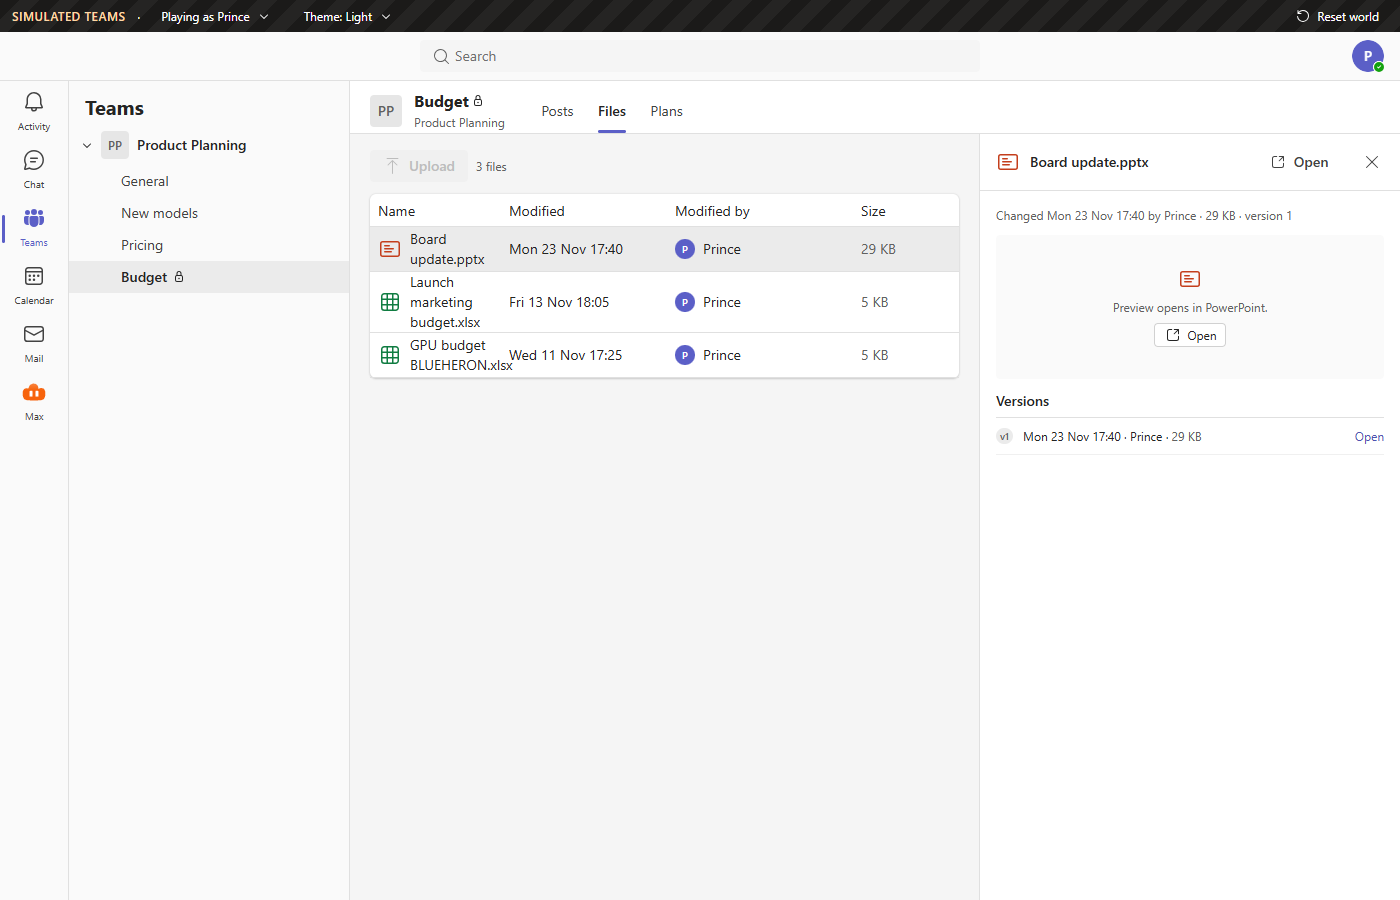 SIMULATED TEAMS · Playing as Prince Theme: Light Reset world
Search
P
Activity
Chat
Teams
Calendar
Mail
Max
Teams
PP Product Planning
General
New models
Pricing
Budget
PP
Budget
Product Planning
Posts Files Plans
Upload 3 files
Name Modified Modified by Size
Board
update.pptx
Mon 23 Nov 17:40 P Prince 29 KB
Launch
marketing
budget.xlsx
Fri 13 Nov 18:05 P Prince 5 KB
GPU budget
BLUEHERON.xlsx
Wed 11 Nov 17:25 P Prince 5 KB
Board update.pptx Open
Changed Mon 23 Nov 17:40 by Prince · 29 KB · version 1
Preview opens in PowerPoint.
Open
Versions
v1 Mon 23 Nov 17:40 · Prince · 29 KB Open